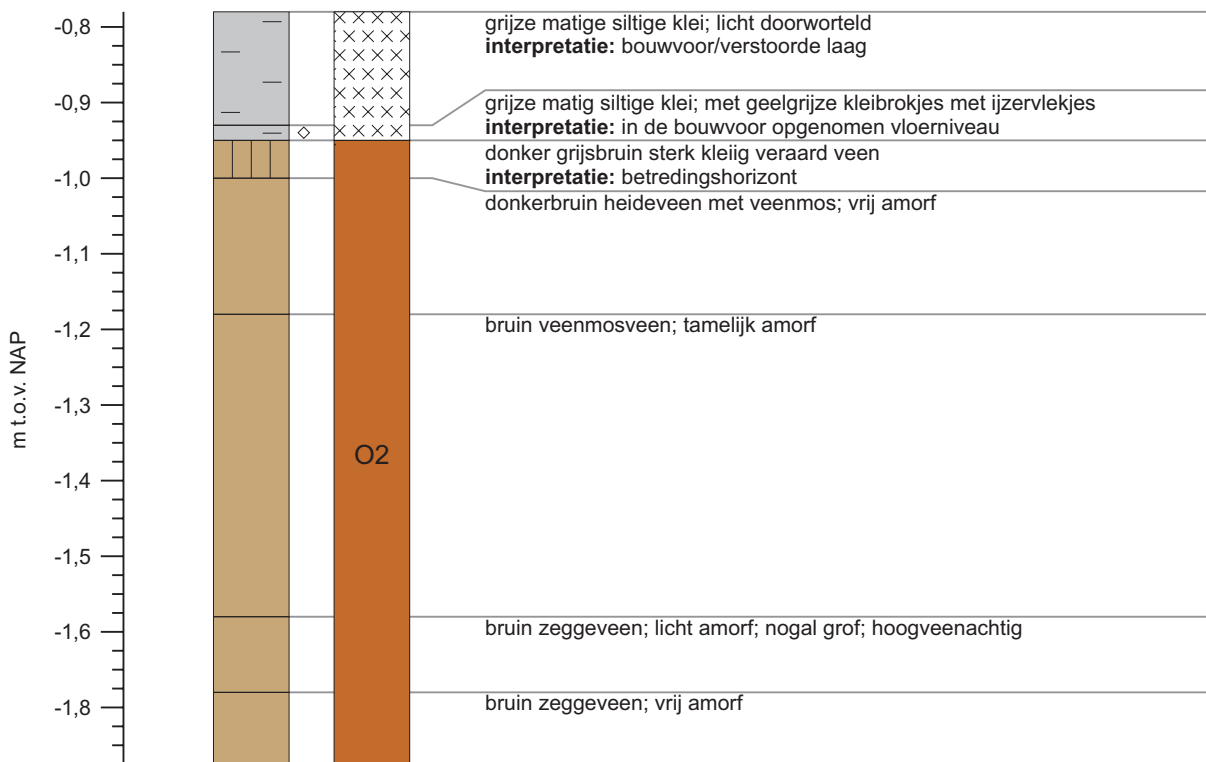 -0,8
-0,9
-1,0
-1,1
-1,2
-1,3
-1,4
-1,5
-1,6
-1,8
m t.o.v. NAP
O2
grijze matige siltige klei; licht doorworteld
interpretatie: bouwvoor/verstoorde laag
grijze matig siltige klei; met geelgrijze kleibrokjes met ijzervlekjes
interpretatie: in de bouwvoor opgenomen vloerniveau
donker grijsbruin sterk kleiig veraard veen
interpretatie: betredingshorizont
donkerbruin heideveen met veenmos; vrij amorf
bruin veenmosveen; tamelijk amorf
bruin zeggeveen; licht amorf; nogal grof; hoogveenachtig
bruin zeggeveen; vrij amorf